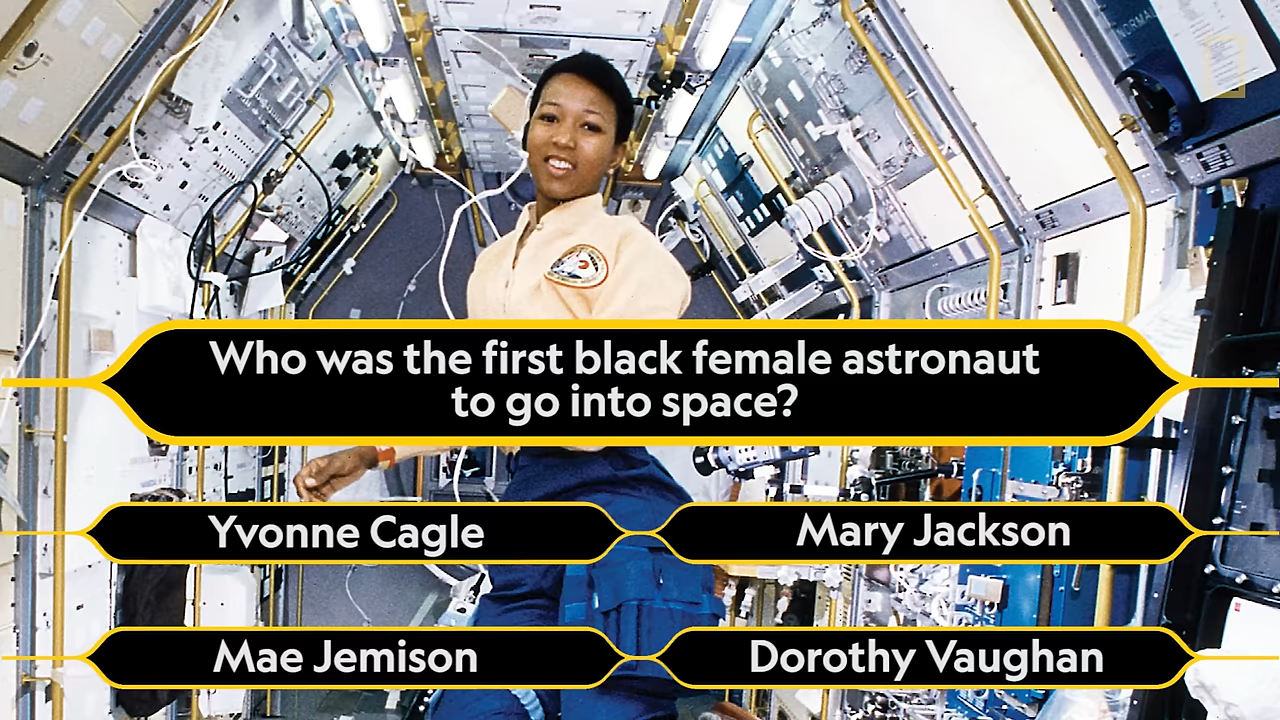 NORMAL
Who was the first black female astronaut
to go into space?
Yvonne Cagle
Mary Jackson
Mae Jemison
Dorothy Vaughan